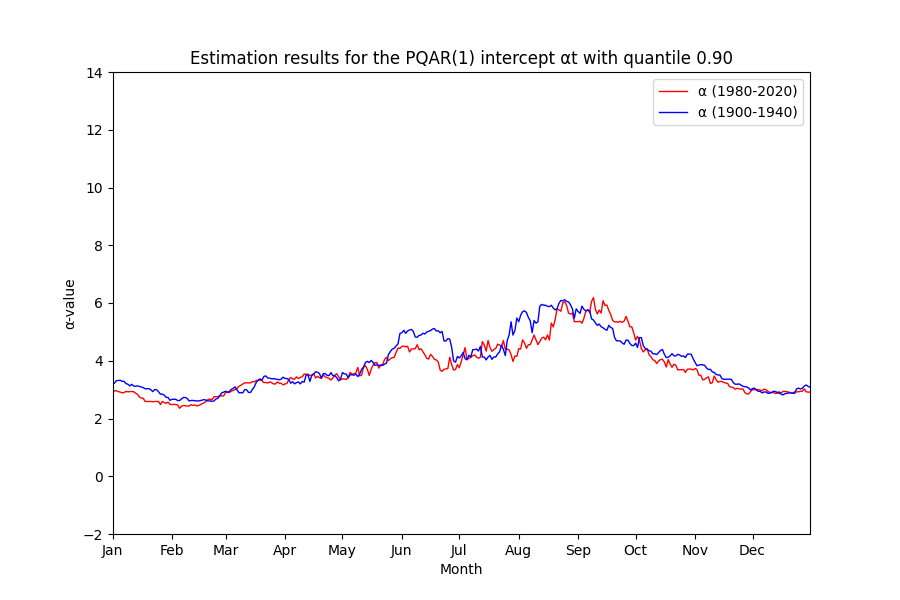 Estimation results for the PQAR(1) intercept αt with quantile 0.90
α (1980-2020)
α (1900-1940)
14
12
10
8
6
4
2
0
−2
α-value
Jan Feb Mar Apr May Jun Jul Aug Sep Oct Nov Dec
Month